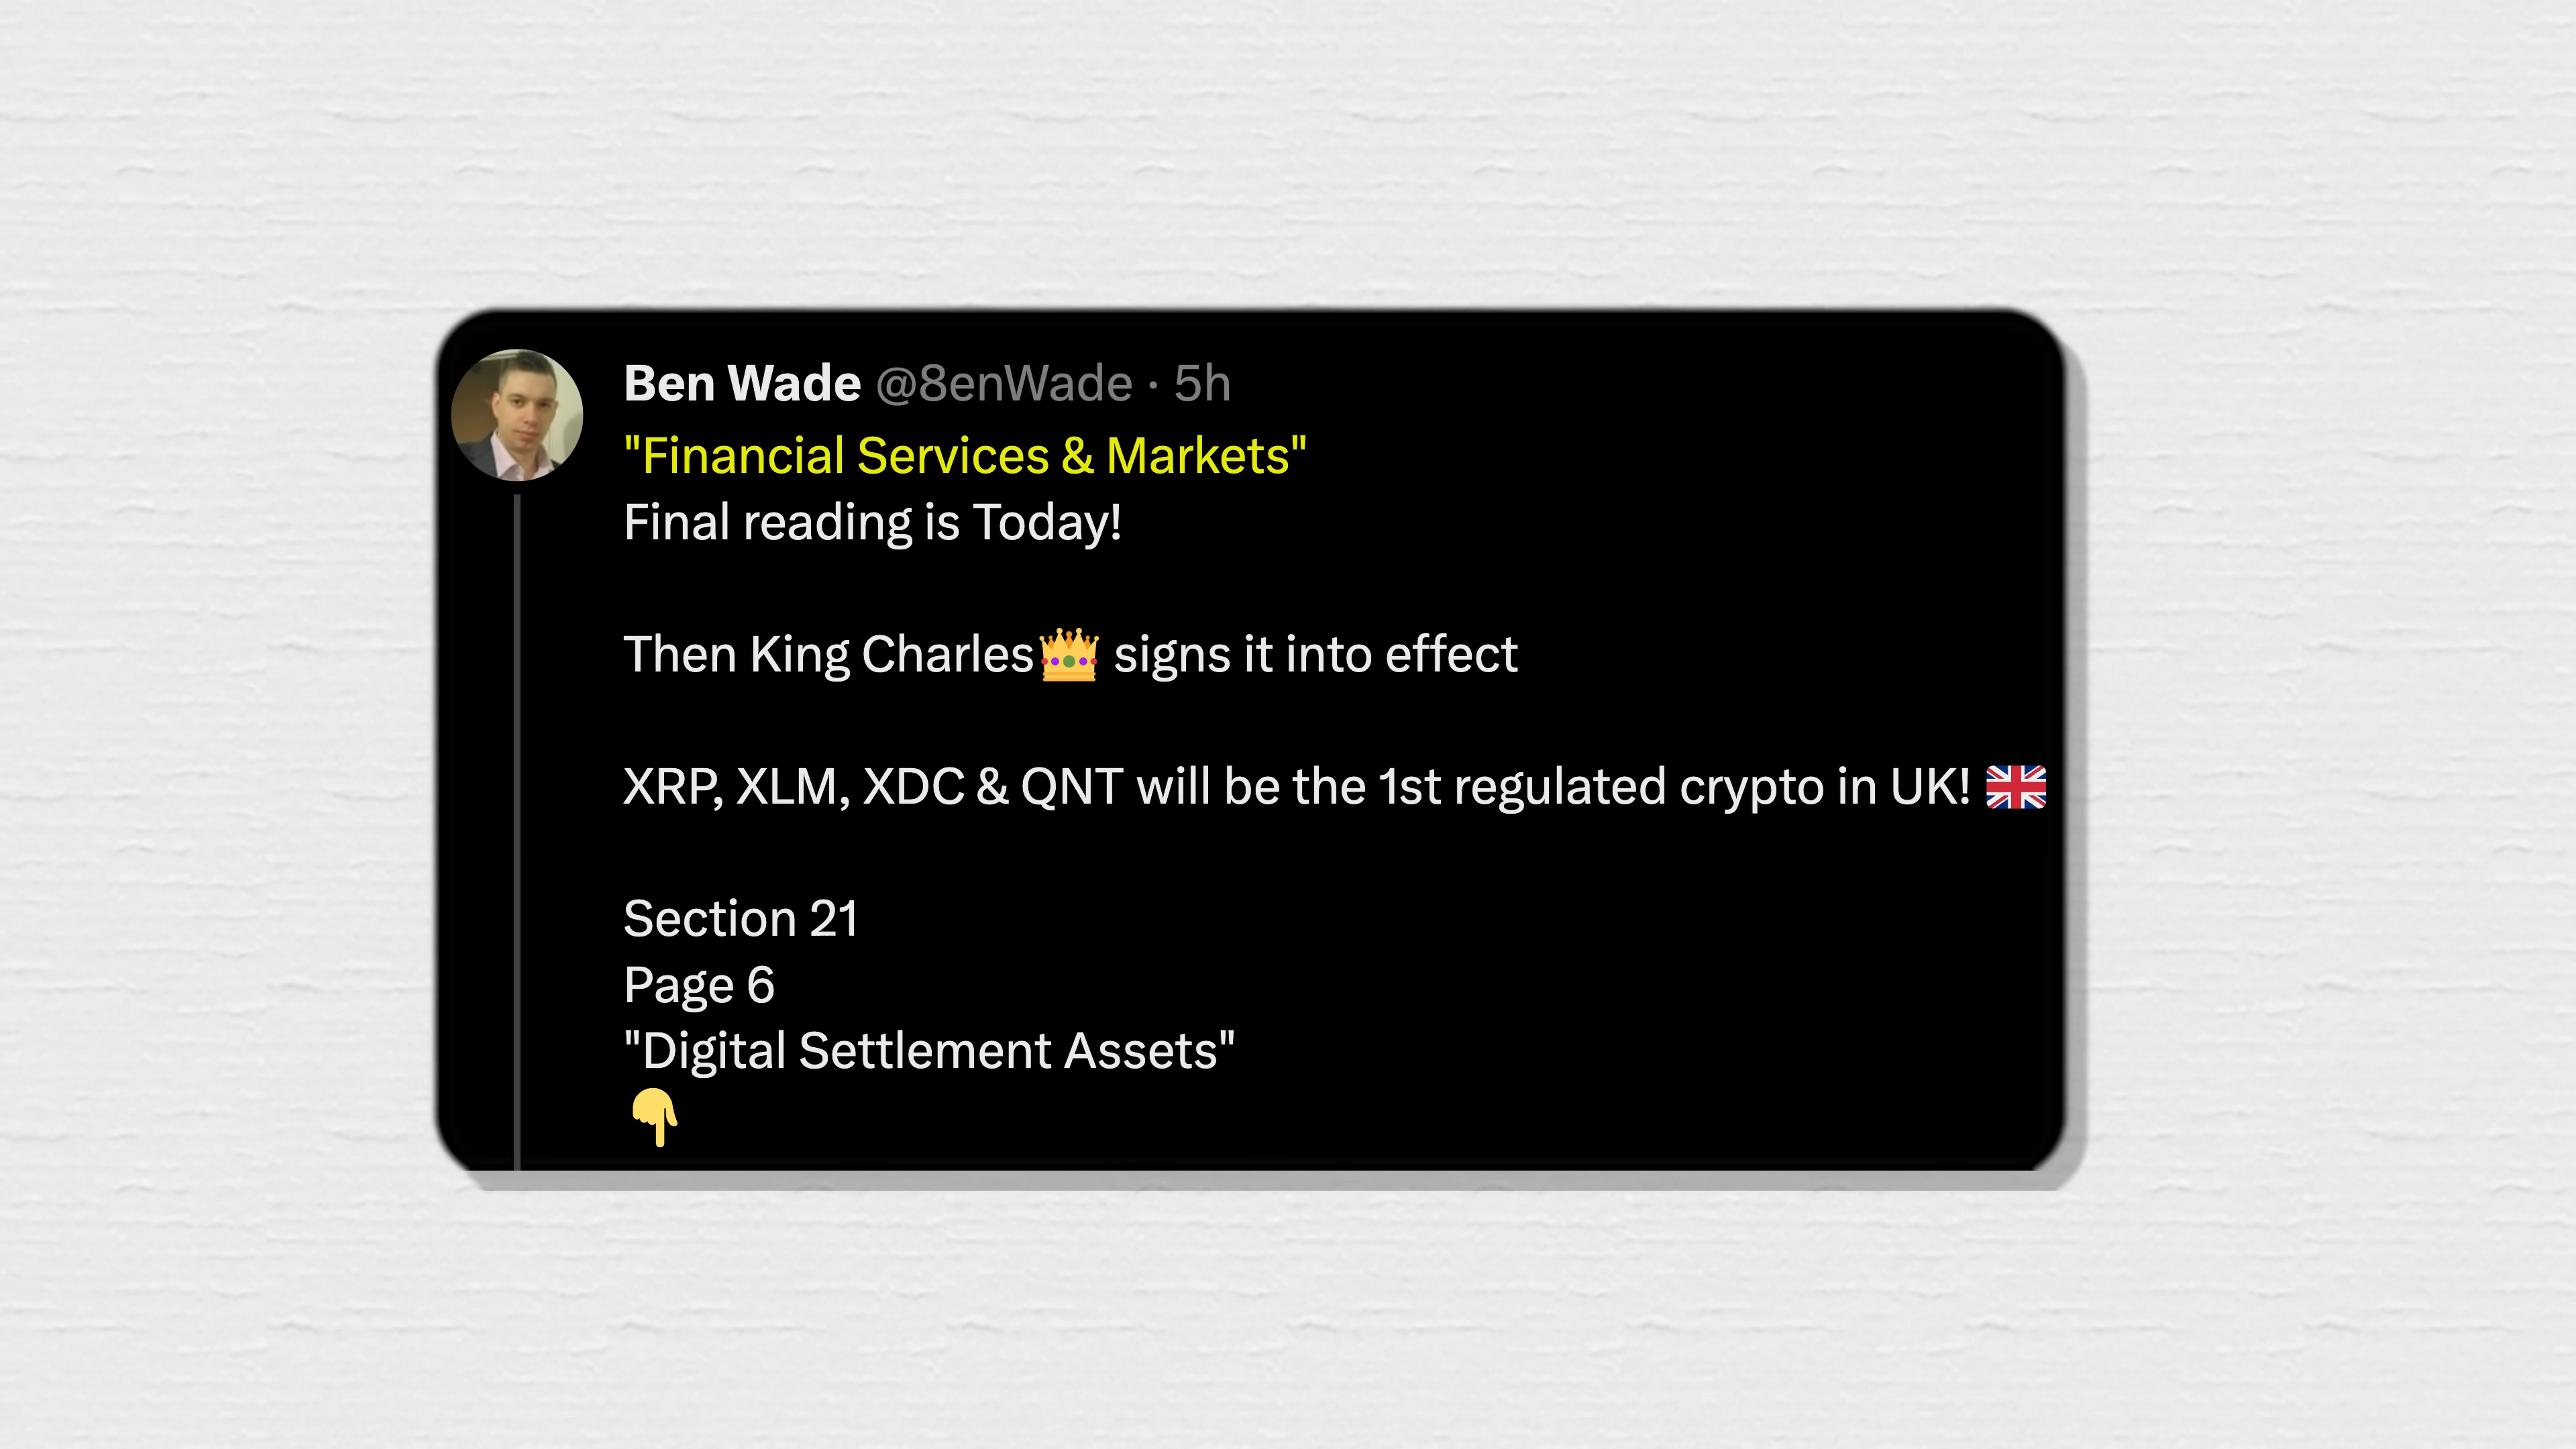 Ben Wade @8enWade · 5h
"Financial Services & Markets"
Final reading is Today!
Then King Charles👑 signs it into effect
XRP, XLM, XDC & QNT will be the 1st regulated crypto in UK! 🇬🇧
Section 21
Page 6
"Digital Settlement Assets"
👇